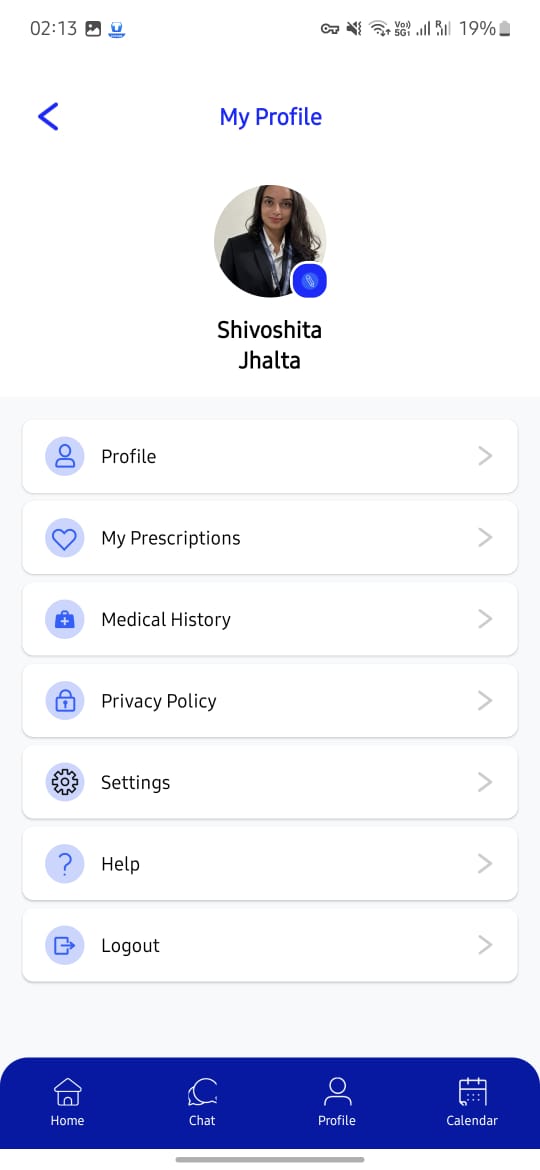 02:13
Vo))
5G1
R
19%
My Profile
Shivoshita
Jhalta
Profile
My Prescriptions
Medical History
Privacy Policy
Settings
Help
Logout
Home
Chat
Profile
Calendar